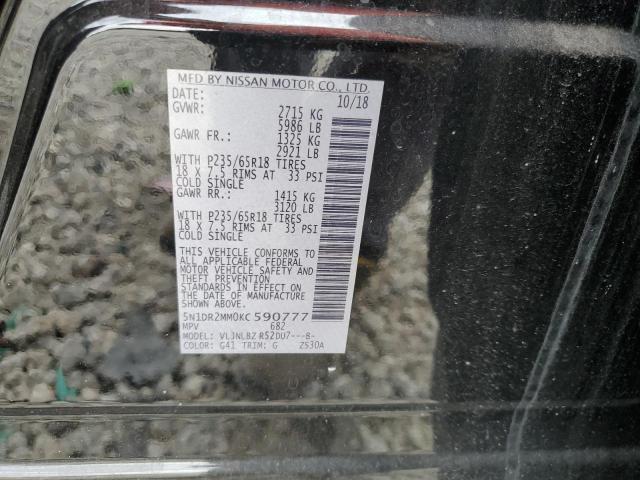 MFD BY NISSAN MOTOR CO., LTD.
DATE: 10/18
GVWR: 2715 KG
5986 LB
GAWR FR.: 1325 KG
2921 LB
WITH P235/65R18 TIRES
18 X 7.5 RIMS AT 33 PSI
COLD SINGLE
GAWR RR.: 1415 KG
3120 LB
WITH P235/65R18 TIRES
18 X 7.5 RIMS AT 33 PSI
COLD SINGLE
THIS VEHICLE CONFORMS TO
ALL APPLICABLE FEDERAL
MOTOR VEHICLE SAFETY AND
THEFT PREVENTION
STANDARDS IN EFFECT ON
THE DATE OF MANUFACTURE
SHOWN ABOVE.
5N1DR2MM0KC590777
MPV 682
MODEL: VLJNLBZ R52DU7---8-
COLOR: G41 TRIM: G ZS30A